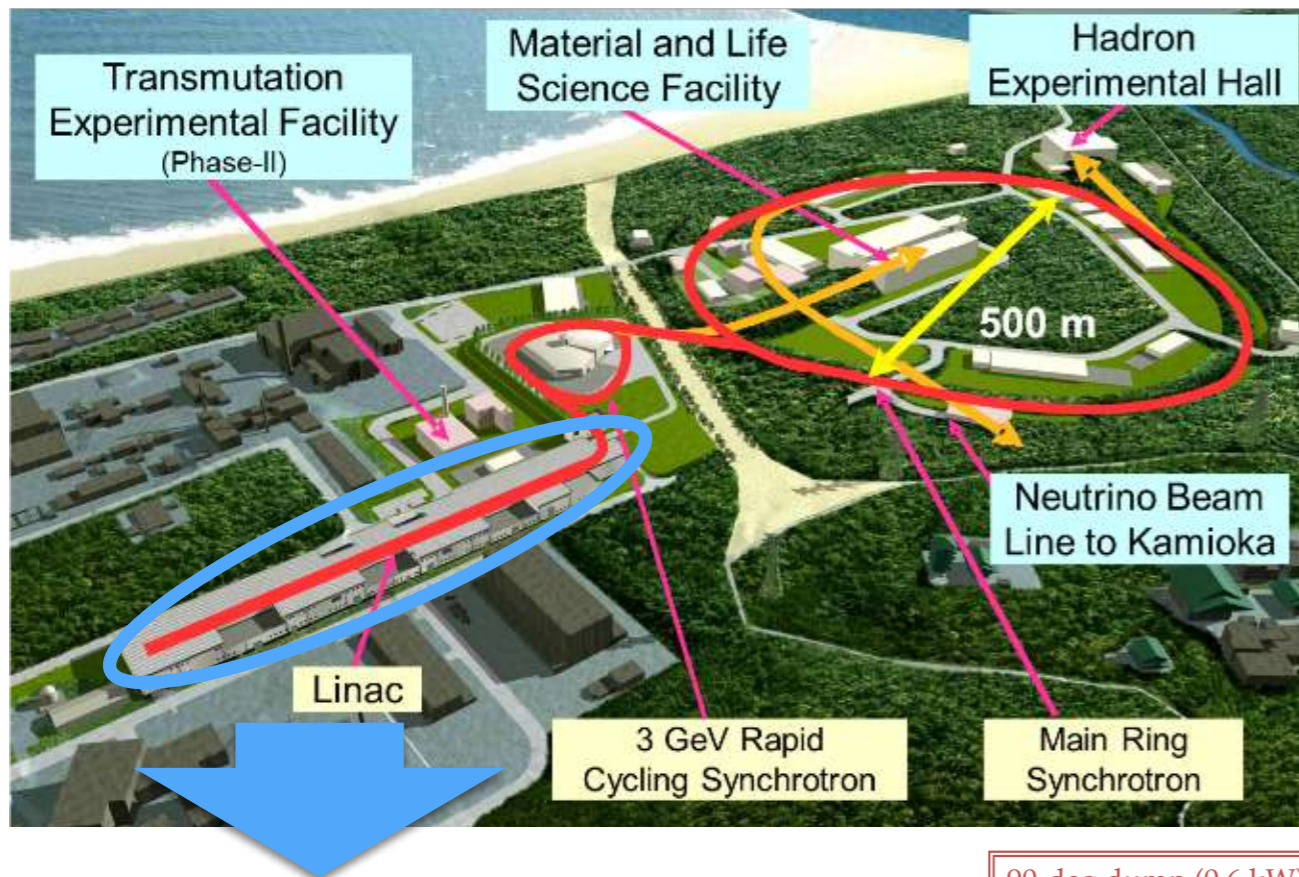 Transmutation
Experimental Facility
(Phase-II)
Material and Life
Science Facility
Hadron
Experimental Hall
500 m
Neutrino Beam
Line to Kamioka
Linac
3 GeV Rapid
Cycling Synchrotron
Main Ring
Synchrotron